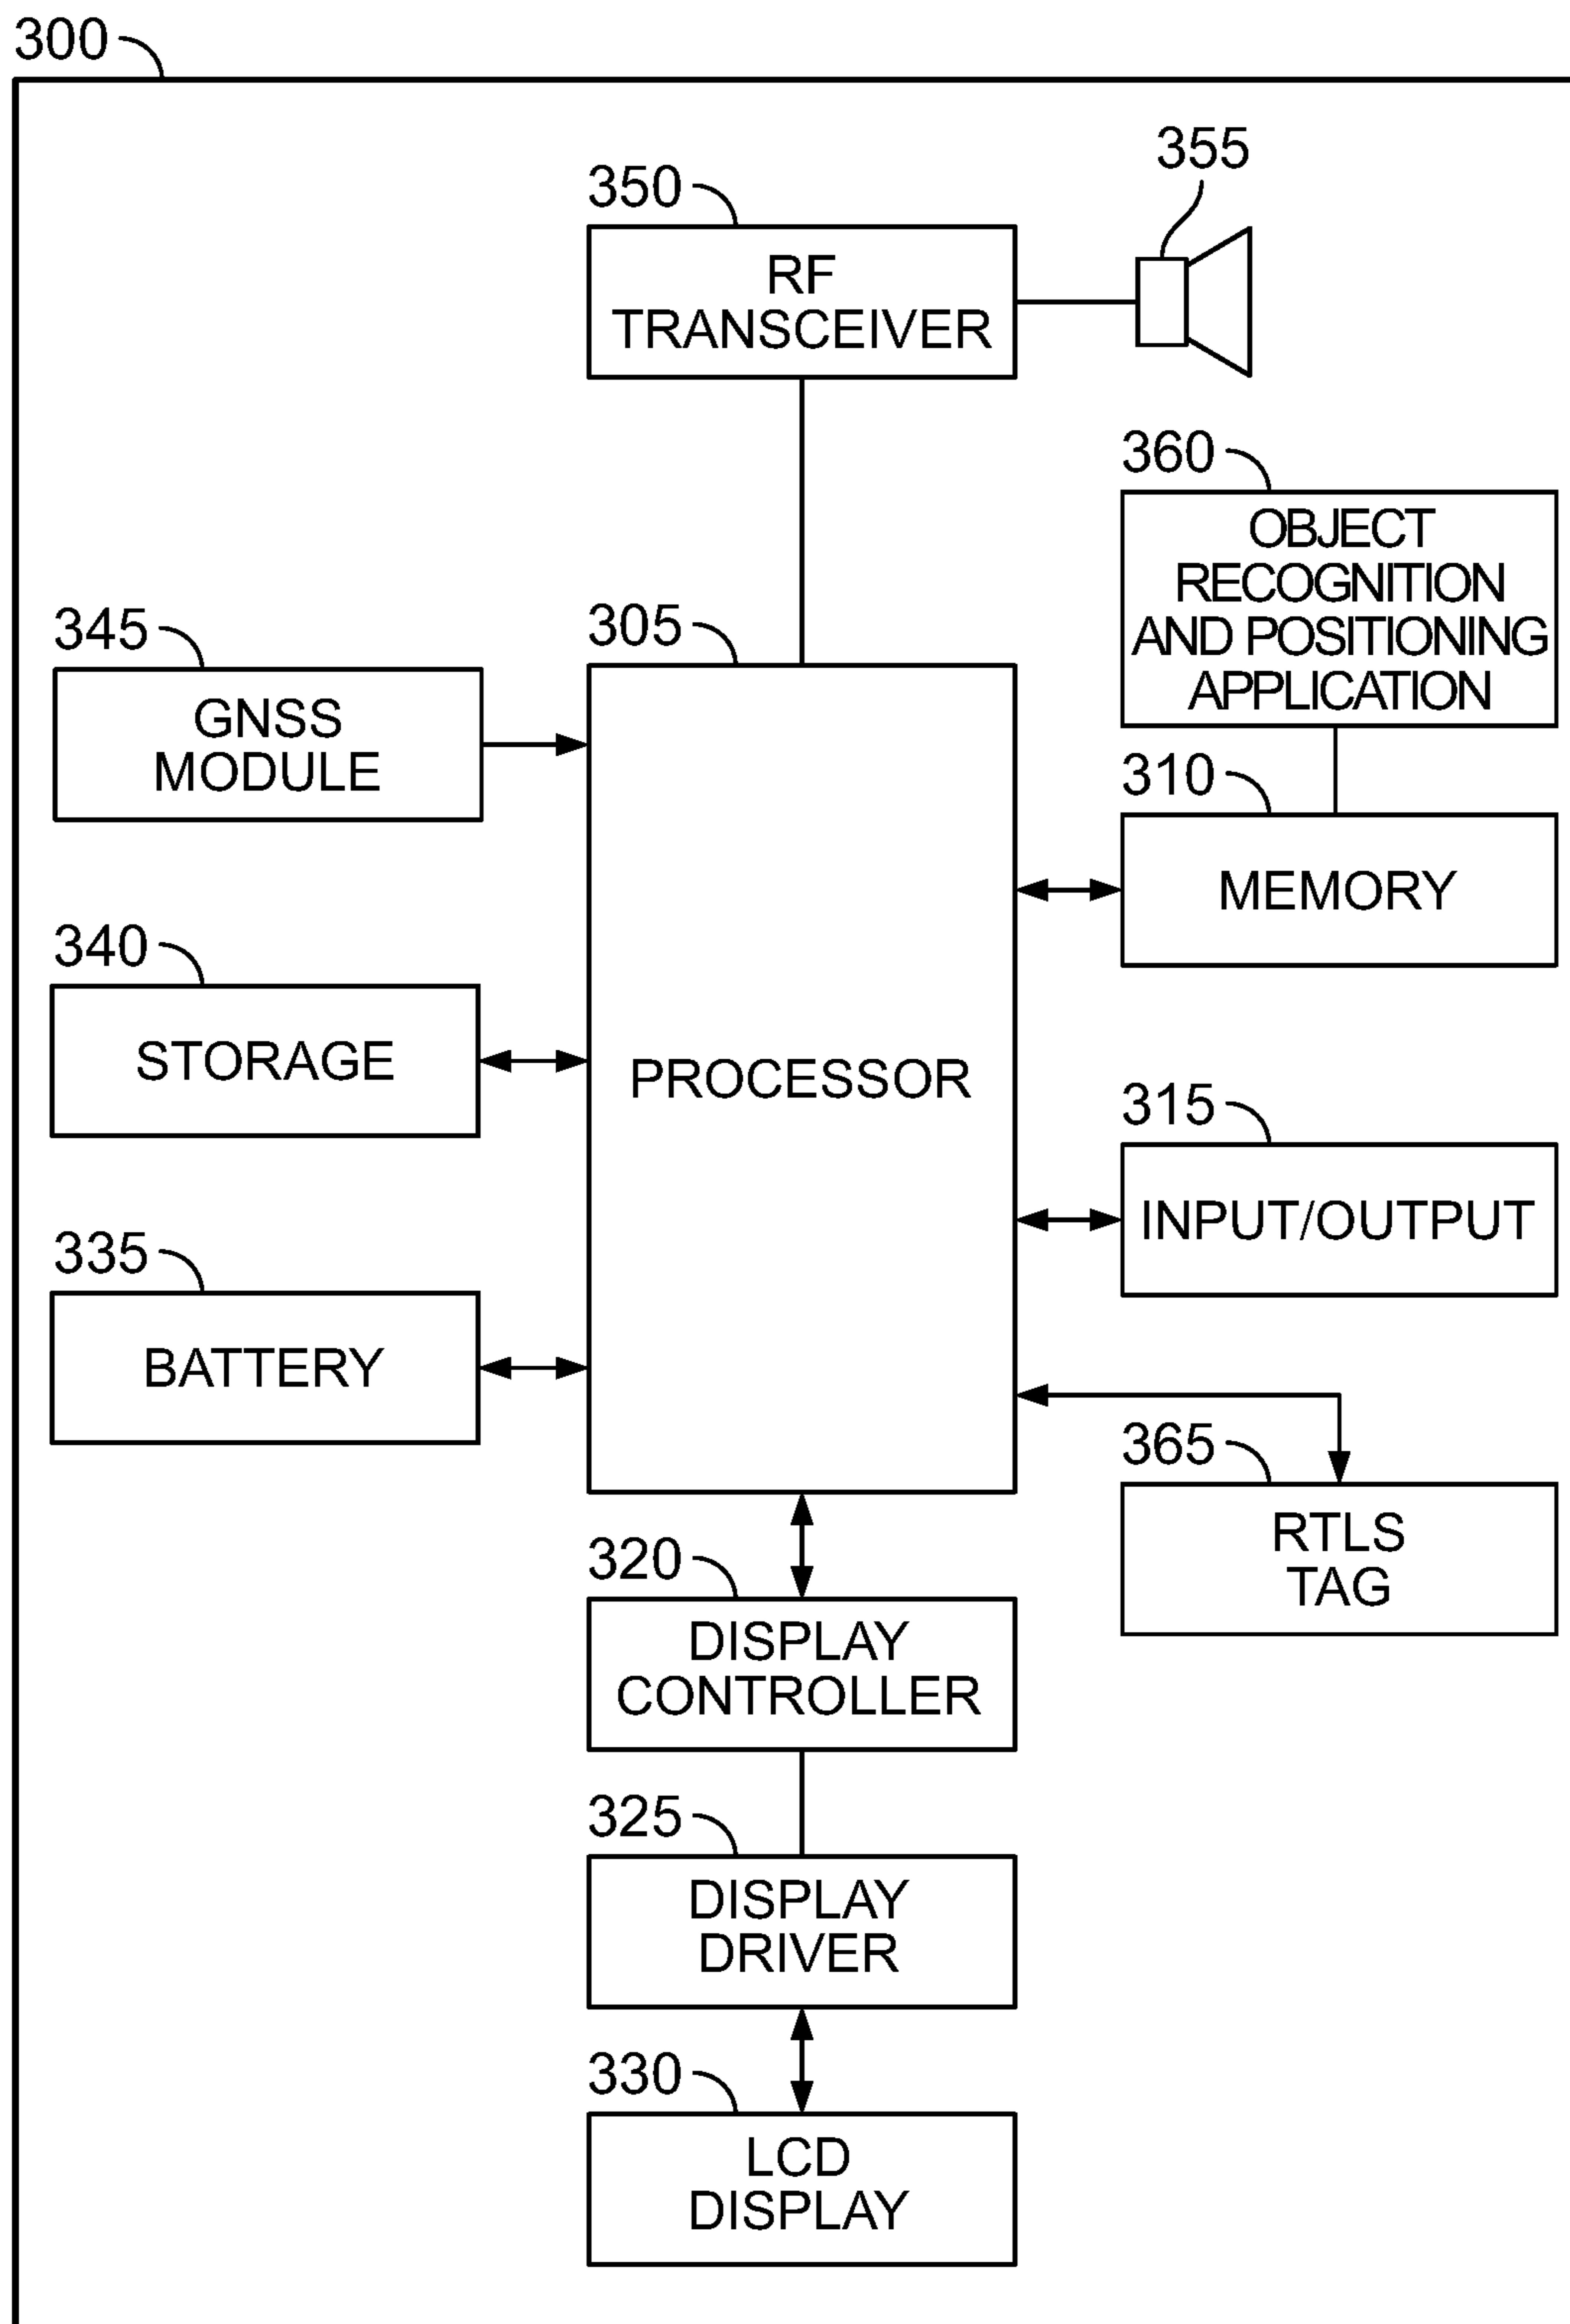 300
355
350
RF
TRANSCEIVER
360
OBJECT
RECOGNITION
AND POSITIONING
APPLICATION
345
GNSS
MODULE
305
PROCESSOR
310
MEMORY
340
STORAGE
315
INPUT/OUTPUT
335
BATTERY
365
RTLS
TAG
320
DISPLAY
CONTROLLER
325
DISPLAY
DRIVER
330
LCD
DISPLAY